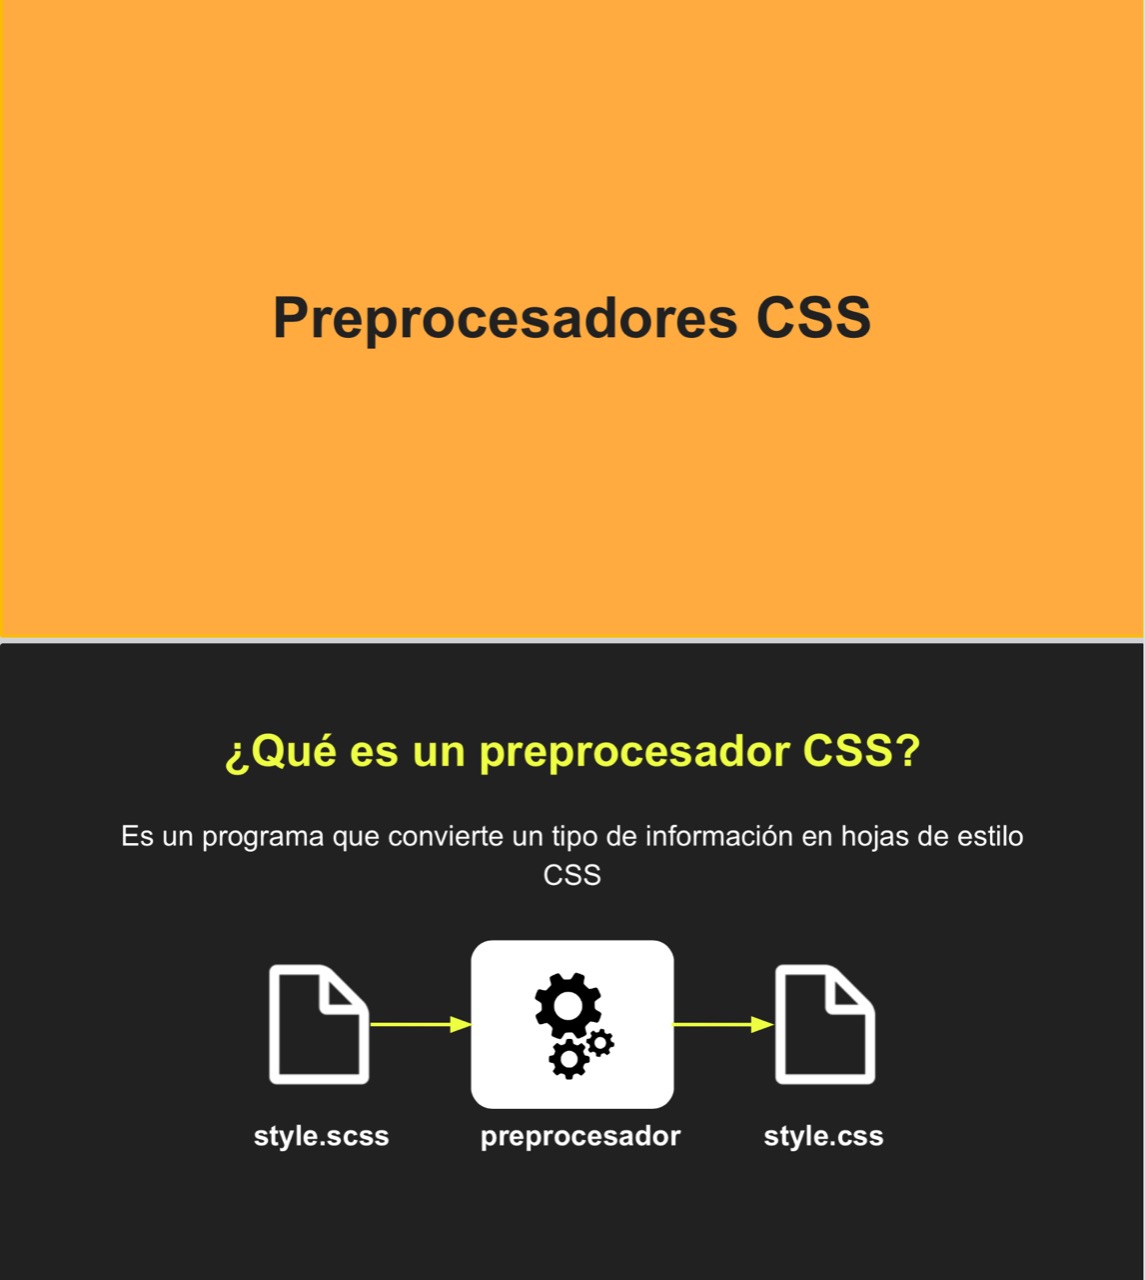 Preprocesadores CSS
¿Qué es un preprocesador CSS?
Es un programa que convierte un tipo de información en hojas de estilo
CSS
style.scss
preprocesador
style.css